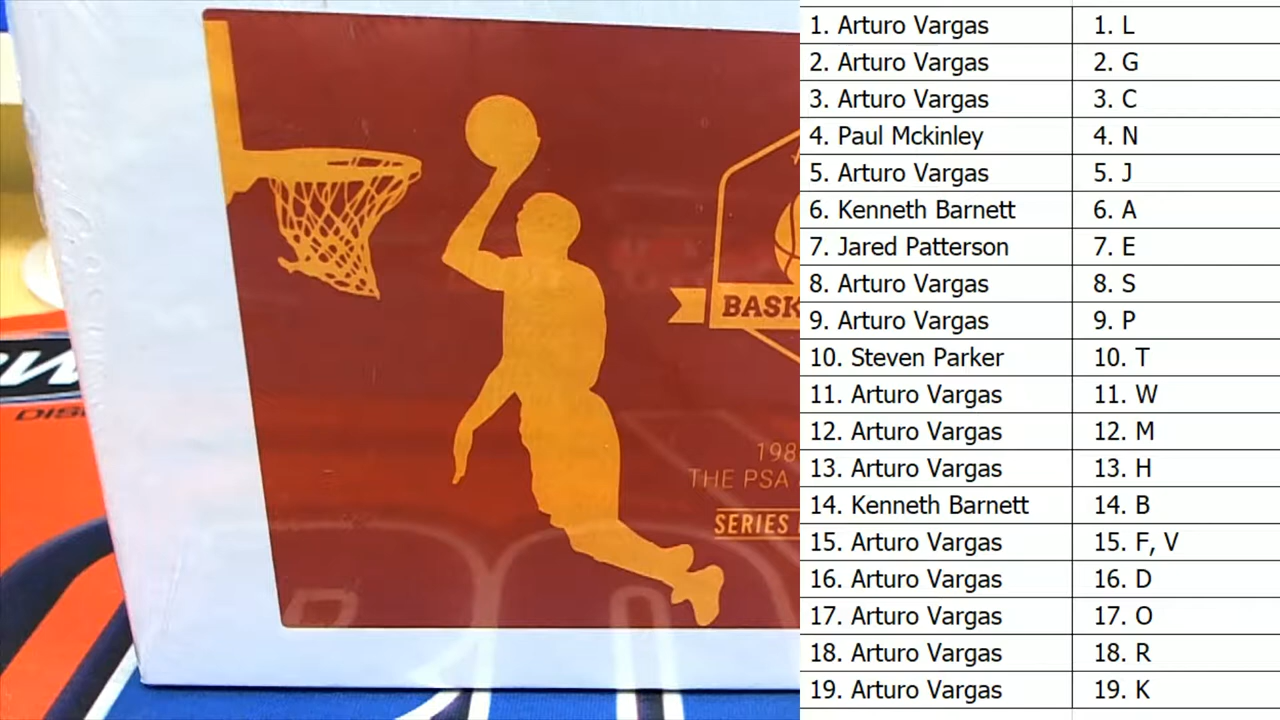 BASK
198
THE PSA
SERIES
DIS
1. Arturo Vargas 1. L
2. Arturo Vargas 2. G
3. Arturo Vargas 3. C
4. Paul Mckinley 4. N
5. Arturo Vargas 5. J
6. Kenneth Barnett 6. A
7. Jared Patterson 7. E
8. Arturo Vargas 8. S
9. Arturo Vargas 9. P
10. Steven Parker 10. T
11. Arturo Vargas 11. W
12. Arturo Vargas 12. M
13. Arturo Vargas 13. H
14. Kenneth Barnett 14. B
15. Arturo Vargas 15. F, V
16. Arturo Vargas 16. D
17. Arturo Vargas 17. O
18. Arturo Vargas 18. R
19. Arturo Vargas 19. K